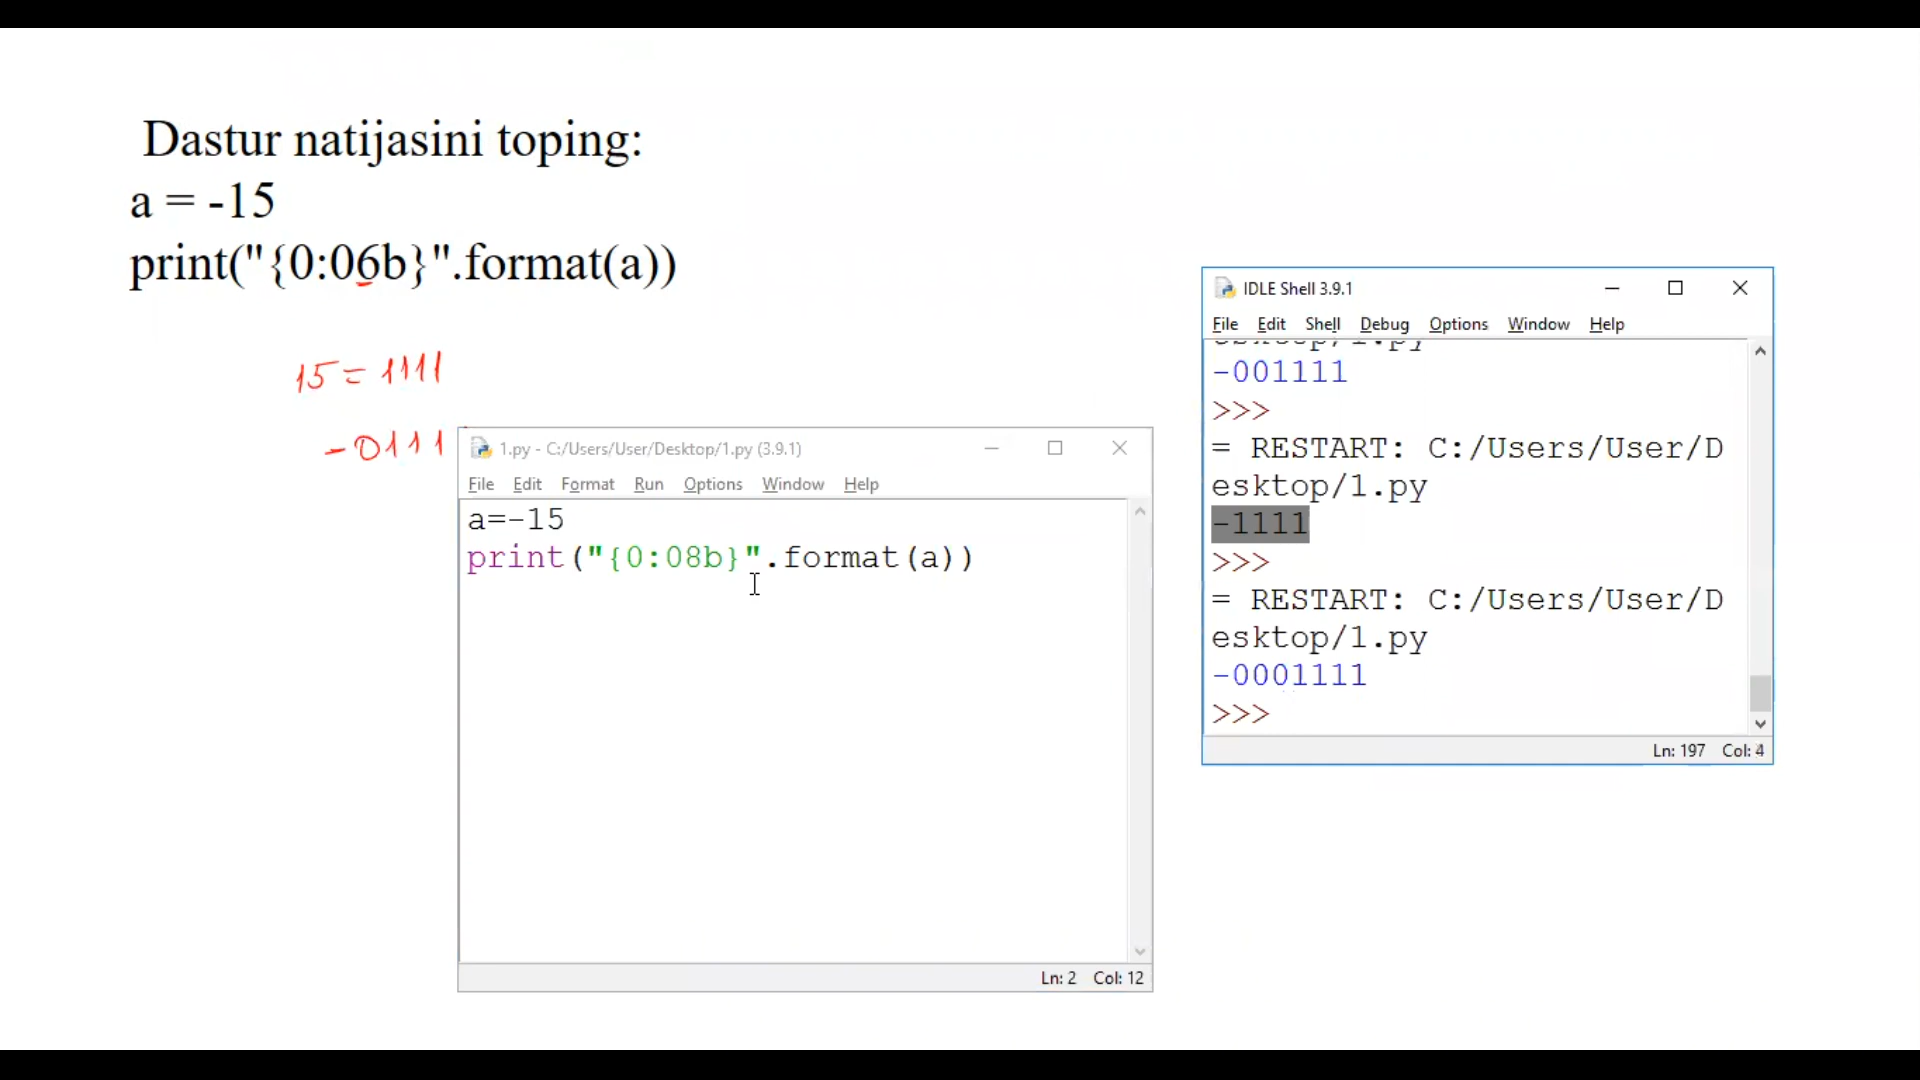 Dastur natijasini toping:
a = -15
print("{0:06b}".format(a))
15 = 1111
-0111
1.py - C:/Users/User/Desktop/1.py (3.9.1)
File Edit Format Run Options Window Help
a=-15
print("{0:08b}".format(a))
Ln: 2 Col: 12
IDLE Shell 3.9.1
File Edit Shell Debug Options Window Help
esktop/1.py
-001111
>>>
= RESTART: C:/Users/User/D
esktop/1.py
-1111
>>>
= RESTART: C:/Users/User/D
esktop/1.py
-0001111
>>>
Ln: 197 Col: 4